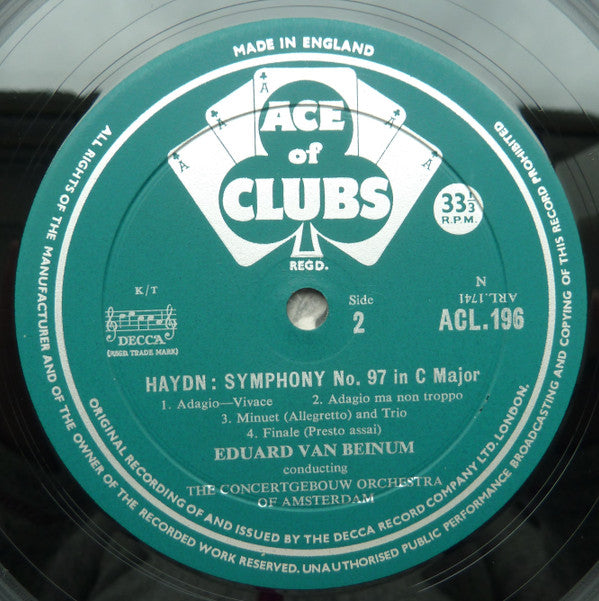 MADE IN ENGLAND
ALL RIGHTS OF THE MANUFACTURER AND OF THE OWNER OF THE RECORDED WORK RESERVED. UNAUTHORISED PUBLIC PERFORMANCE BROADCASTING AND COPYING OF THIS RECORD PROHIBITED
ORIGINAL RECORDING OF AND ISSUED BY THE DECCA RECORD COMPANY LTD. LONDON.
A A A A A
ACE
of
CLUBS
REGD.
33⅓
R.P.M.
K/T
DECCA
(REGD. TRADE MARK)
Side
2
ARL.1741
N
ACL.196
HAYDN: SYMPHONY No. 97 in C Major
1. Adagio—Vivace 2. Adagio ma non troppo
3. Minuet (Allegretto) and Trio
4. Finale (Presto assai)
EDUARD VAN BEINUM
conducting
THE CONCERTGEBOUW ORCHESTRA
OF AMSTERDAM